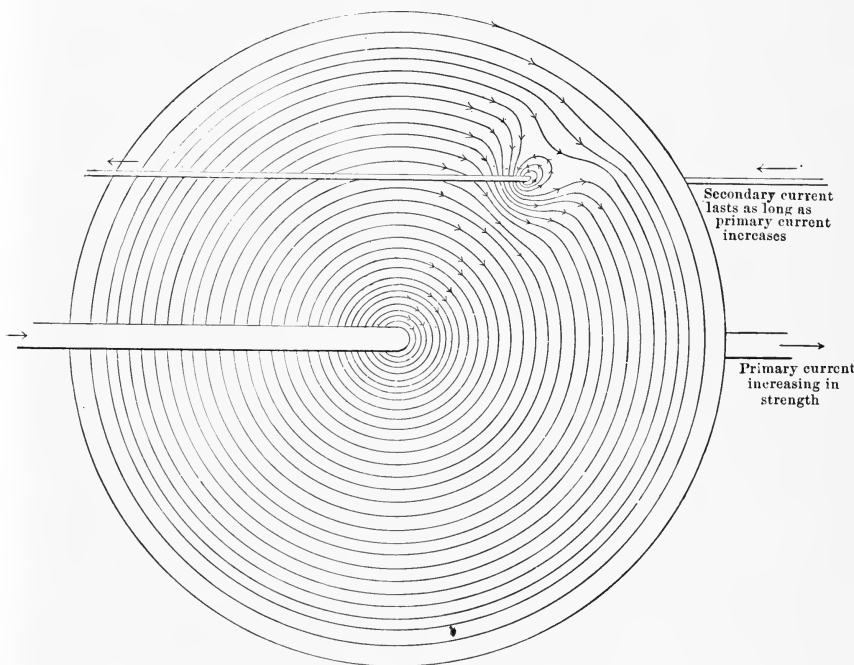 Secondary current
lasts as long as
primary current
increases
Primary current
increasing in
strength